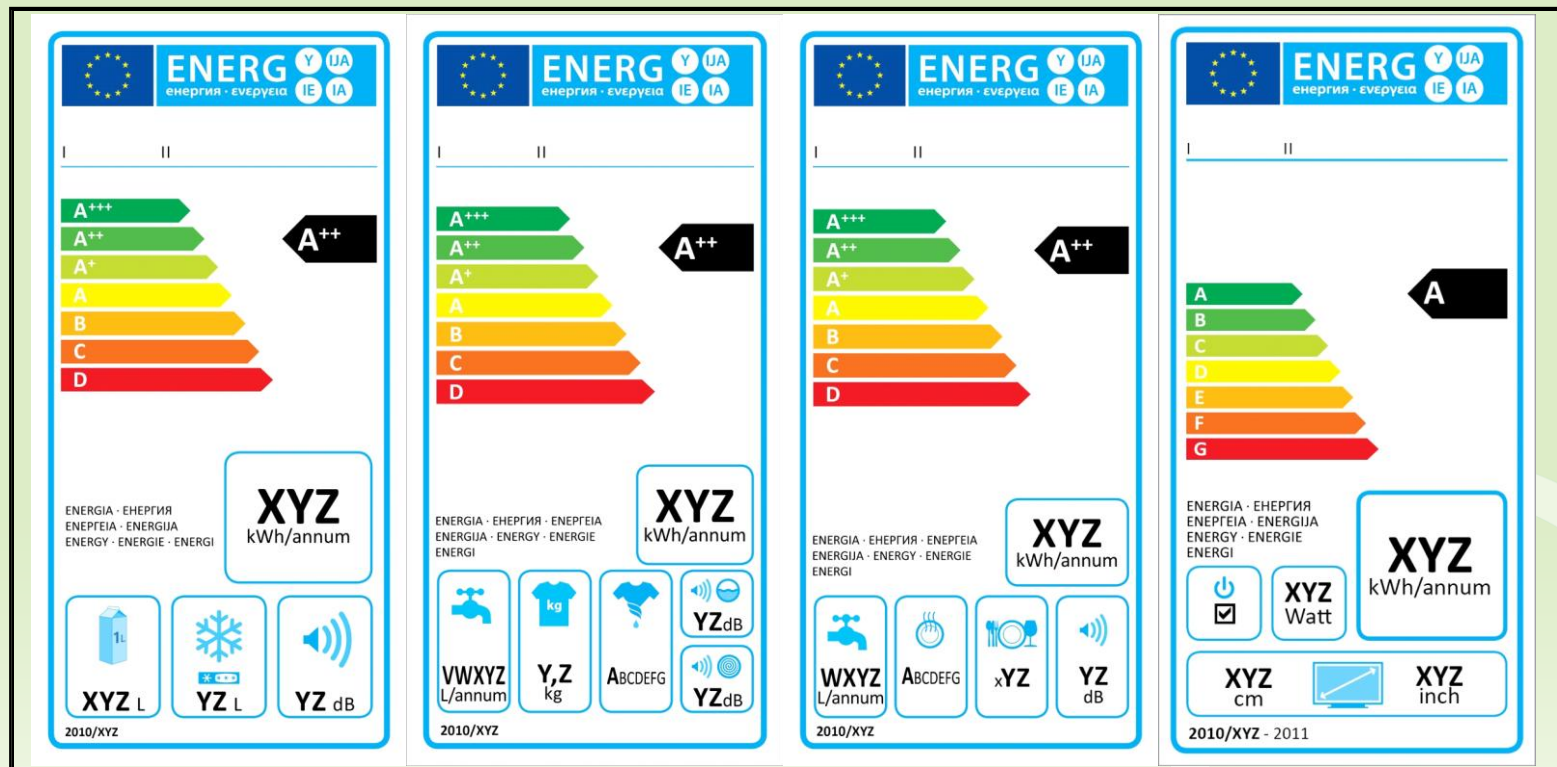 ENERG Y IJA
енергия · ενεργεια IE IA
I II
A+++
A++
A+
A
B
C
D
A++
XYZ
kWh/annum
ENERGIA · ЕНЕРГИЯ
ΕΝΕΡΓΕΙΑ · ENERGIJA
ENERGY · ENERGIE · ENERGI
1L
XYZ L
YZ L
YZ dB
2010/XYZ
ENERG Y IJA
енергия · ενεργεια IE IA
I II
A+++
A++
A+
A
B
C
D
A++
XYZ
kWh/annum
ENERGIA · ЕНЕРГИЯ · ΕΝΕΡΓΕΙΑ
ENERGIJA · ENERGY · ENERGIE
ENERGI
VWXYZ
L/annum
kg
Y,Z
kg
ABCDEFG
YZdB
YZdB
2010/XYZ
ENERG Y IJA
енергия · ενεργεια IE IA
I II
A+++
A++
A+
A
B
C
D
A++
XYZ
kWh/annum
ENERGIA · ЕНЕРГИЯ · ΕΝΕΡΓΕΙΑ
ENERGIJA · ENERGY · ENERGIE
ENERGI
WXYZ
L/annum
ABCDEFG
xYZ
YZ
dB
2010/XYZ
ENERG Y IJA
енергия · ενεργεια IE IA
I II
A
B
C
D
E
F
G
A
ENERGIA · ЕНЕРГИЯ
ΕΝΕΡΓΕΙΑ · ENERGIJA
ENERGY · ENERGIE
ENERGI
XYZ
Watt
XYZ
kWh/annum
XYZ
cm
XYZ
inch
2010/XYZ - 2011